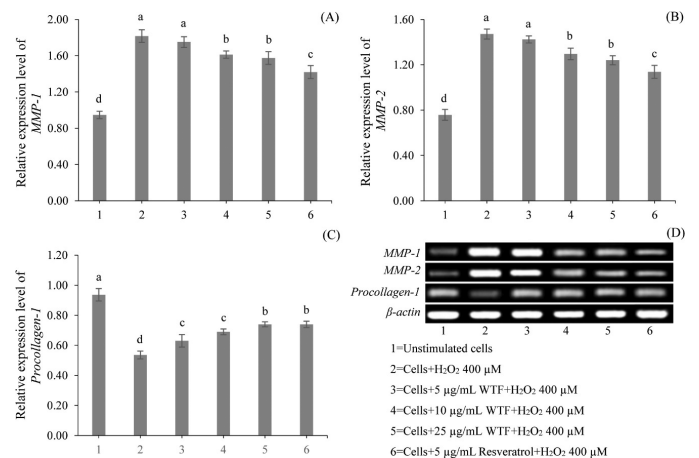 (A)
Relative expression level of
MMP-1
2.00
1.60
1.20
0.80
0.40
0.00
d
a
a
b
b
c
1 2 3 4 5 6
(B)
Relative expression level of
MMP-2
1.60
1.20
0.80
0.40
0.00
d
a
a
b
b
c
1 2 3 4 5 6
(C)
Relative expression level of
Procollagen-1
1.20
1.00
0.80
0.60
0.40
0.20
0.00
a
d
c
c
b
b
1 2 3 4 5 6
(D)
MMP-1
MMP-2
Procollagen-1
β-actin
1 2 3 4 5 6
1=Unstimulated cells
2=Cells+H₂O₂ 400 µM
3=Cells+5 µg/mL WTF+H₂O₂ 400 µM
4=Cells+10 µg/mL WTF+H₂O₂ 400 µM
5=Cells+25 µg/mL WTF+H₂O₂ 400 µM
6=Cells+5 µg/mL Resveratrol+H₂O₂ 400 µM